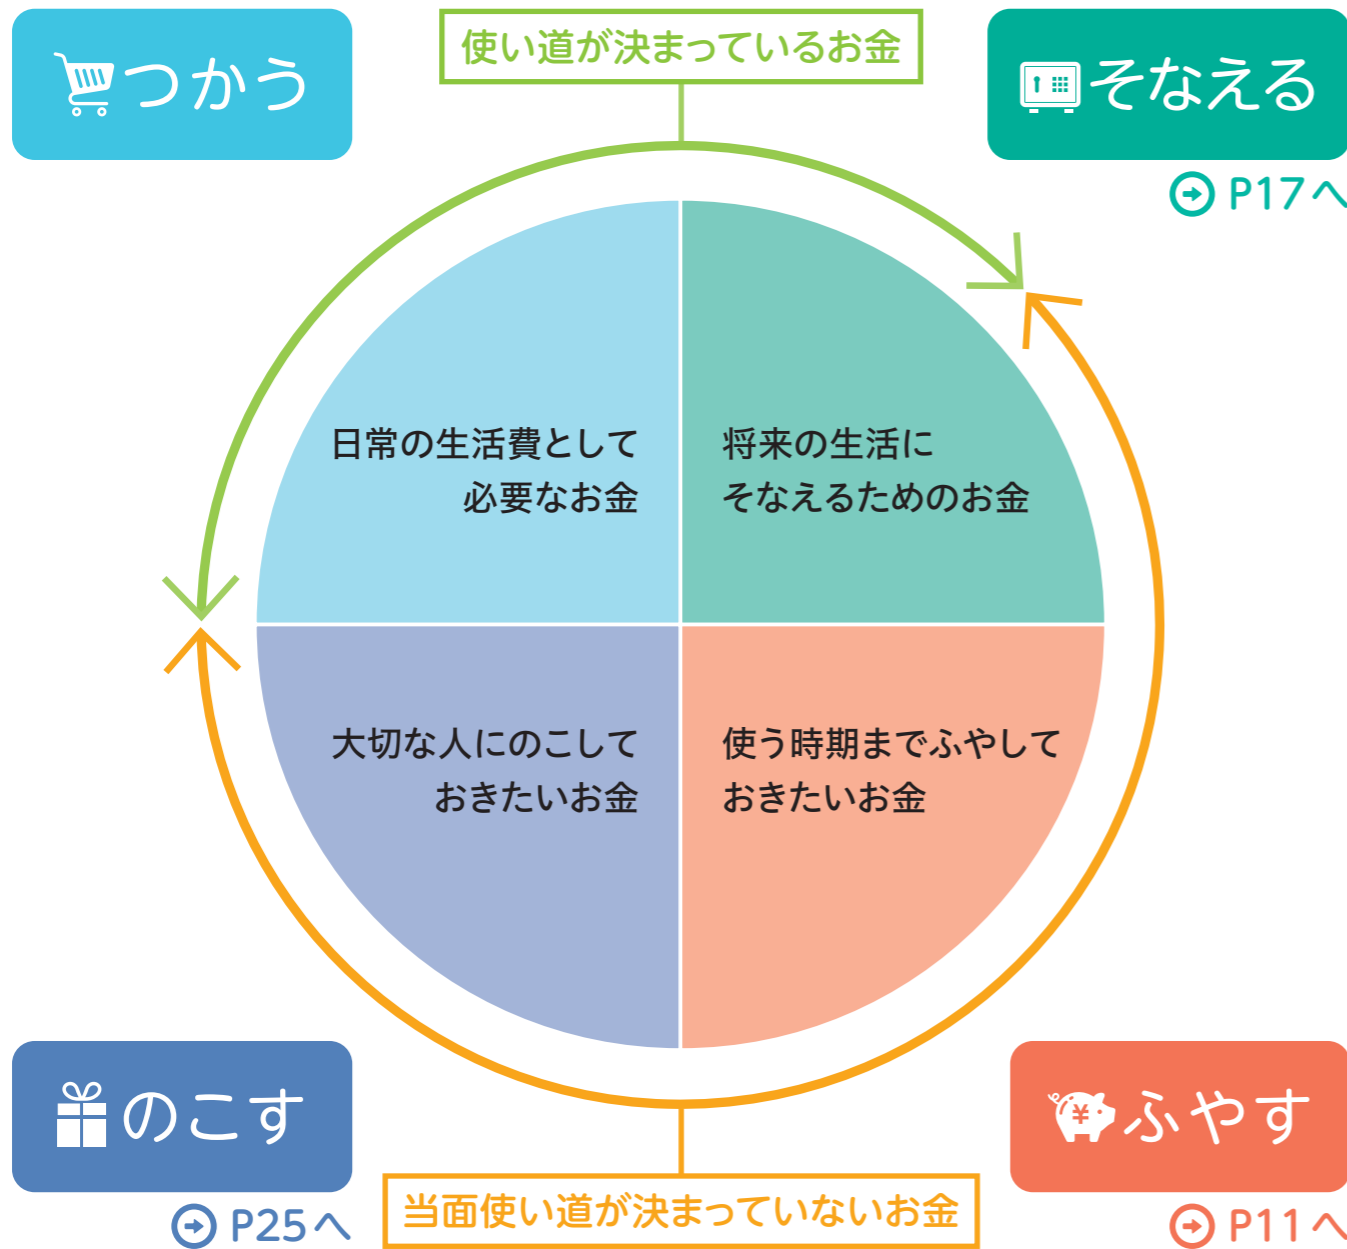 つかう
使い道が決まっているお金
そなえる
P17へ
日常の生活費として
必要なお金
将来の生活に
そなえるためのお金
大切な人にのこして
おきたいお金
使う時期までふやして
おきたいお金
のこす
P25へ
当面使い道が決まっていないお金
¥
ふやす
P11へ